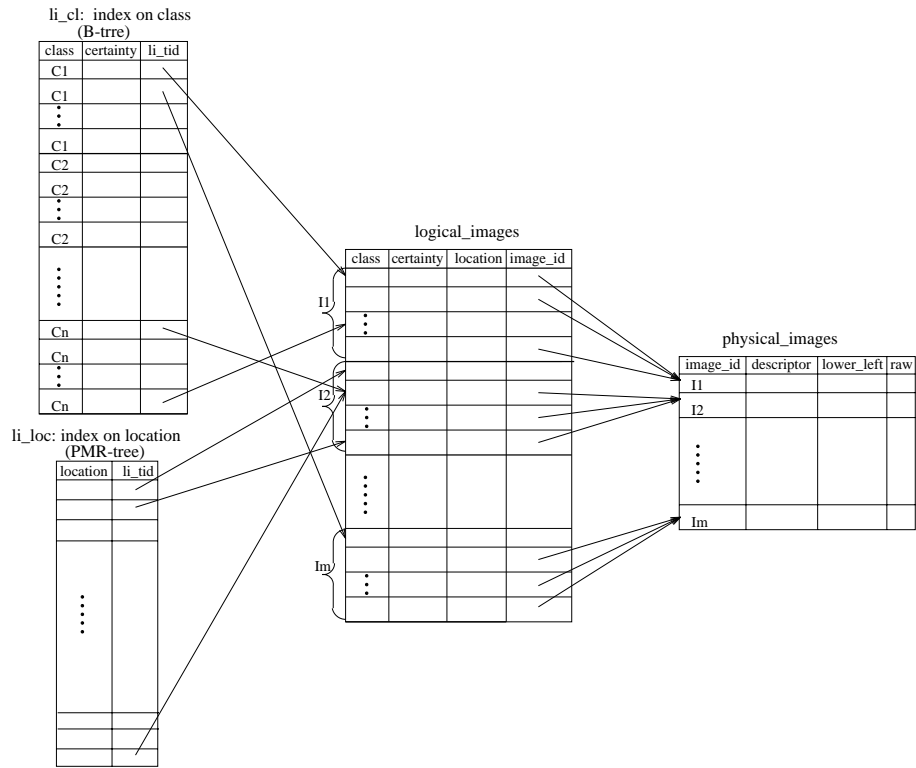 li_cl: index on class
(B-trre)
class certainty li_tid
C1
C1
C1
C2
C2
C2
Cn
Cn
Cn
li_loc: index on location
(PMR-tree)
location li_tid
logical_images
class certainty location image_id
I1
I2
Im
physical_images
image_id descriptor lower_left raw
I1
I2
Im